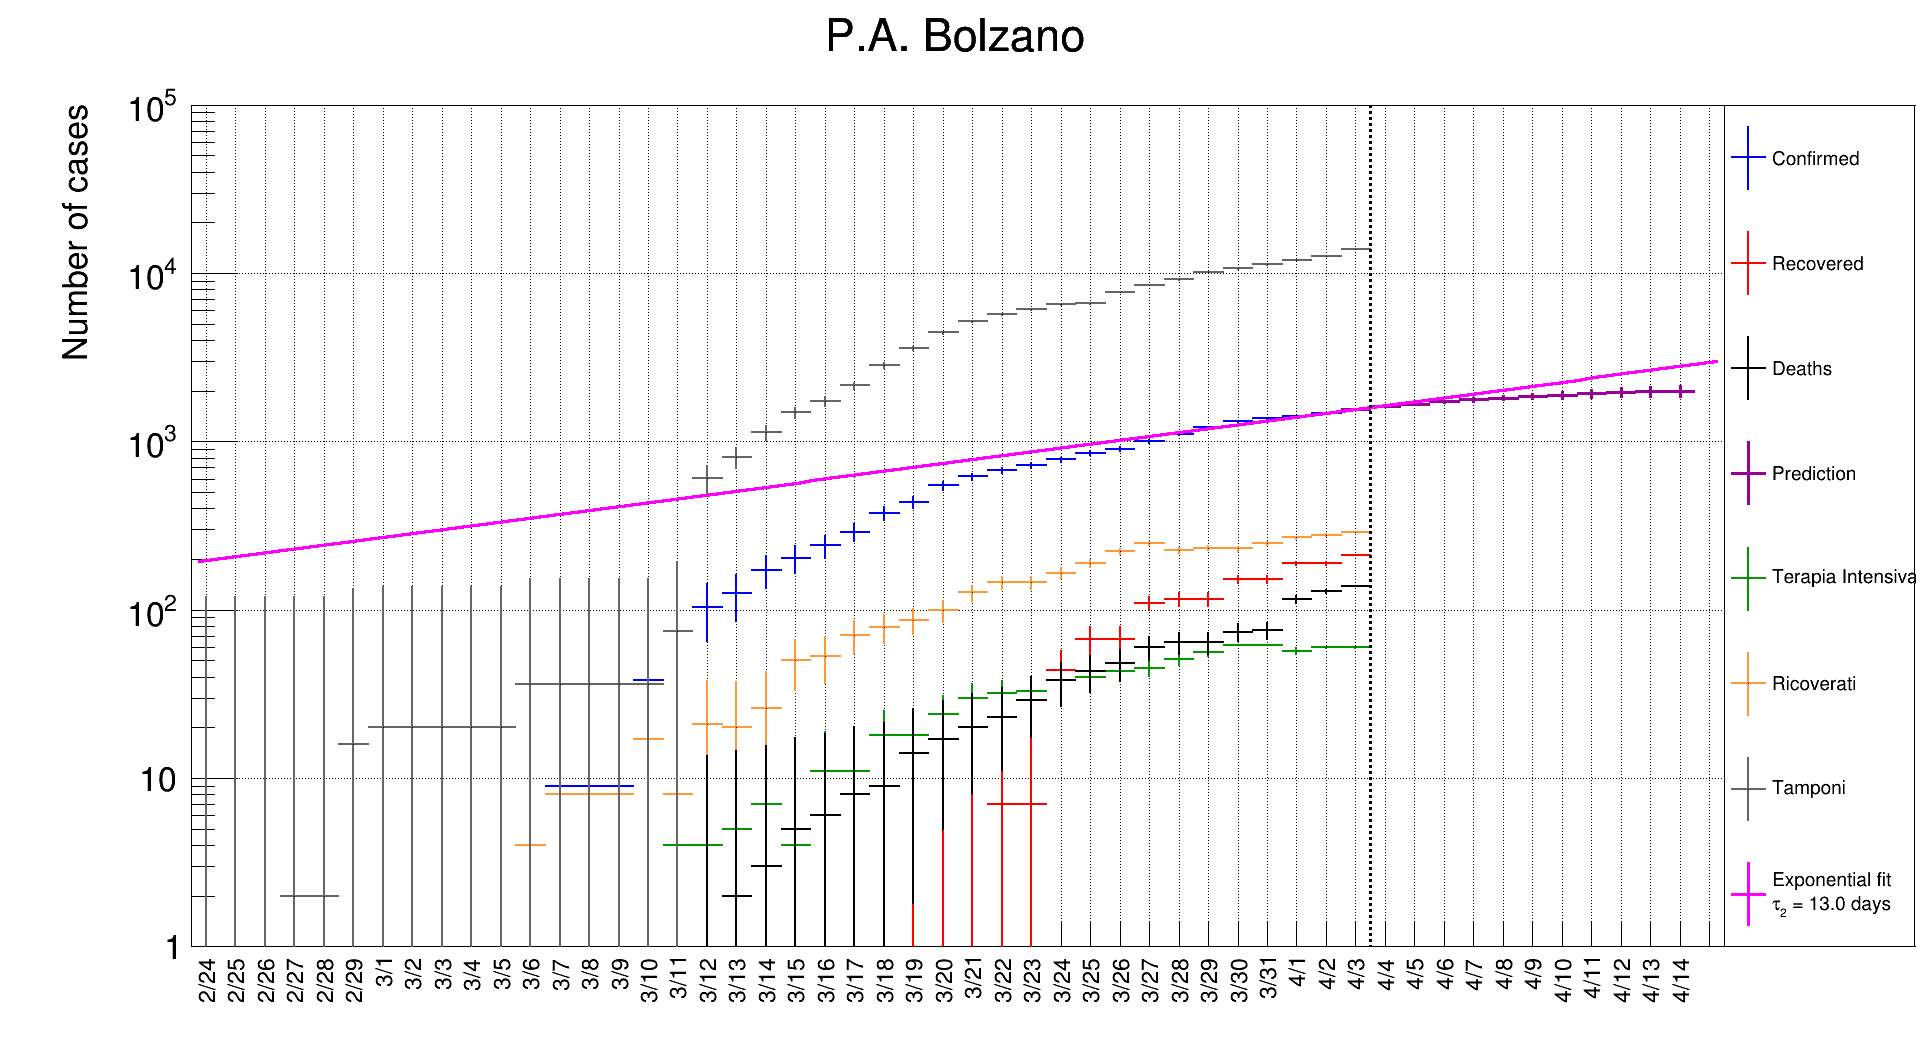 P.A. Bolzano
Number of cases
10^5
10^4
10^3
10^2
10
1
2/24 2/25 2/26 2/27 2/28 2/29 3/1 3/2 3/3 3/4 3/5 3/6 3/7 3/8 3/9 3/10 3/11 3/12 3/13 3/14 3/15 3/16 3/17 3/18 3/19 3/20 3/21 3/22 3/23 3/24 3/25 3/26 3/27 3/28 3/29 3/30 3/31 4/1 4/2 4/3 4/4 4/5 4/6 4/7 4/8 4/9 4/10 4/11 4/12 4/13 4/14
Confirmed
Recovered
Deaths
Prediction
Terapia Intensiva
Ricoverati
Tamponi
Exponential fit
τ_2 = 13.0 days